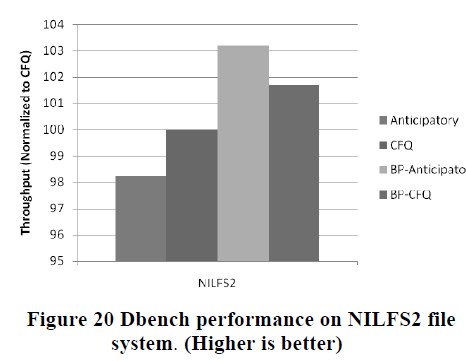 104
103
102
101
100
99
98
97
96
95
Throughput (Normalized to CFQ)
NILFS2
Anticipatory
CFQ
BP-Anticipato
BP-CFQ
Figure 20 Dbench performance on NILFS2 file
system. (Higher is better)